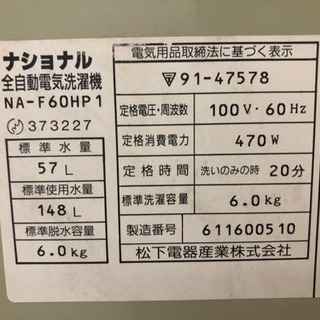 ナショナル
全自動電気洗濯機
NA-F60HP1
373227
標準水量
57L
標準使用水量
148L
標準脱水容量
6.0kg
電気用品取締法に基づく表示
91-47578
定格電圧・周波数 100V・60Hz
定格消費電力 470W
定格時間 洗いのみの時 20分
標準洗濯容量 6.0kg
製造番号 611600510
松下電器産業株式会社